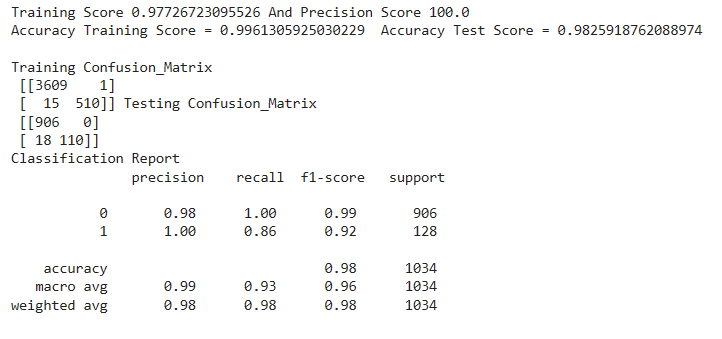 Training Score 0.97726723095526 And Precision Score 100.0
Accuracy Training Score = 0.9961305925030229  Accuracy Test Score = 0.9825918762088974
Training Confusion_Matrix
[[3609    1]
[  15  510]] Testing Confusion_Matrix
[[906   0]
[ 18 110]]
Classification Report
precision    recall  f1-score   support
0       0.98      1.00      0.99       906
1       1.00      0.86      0.92       128
accuracy                           0.98      1034
macro avg       0.99      0.93      0.96      1034
weighted avg       0.98      0.98      0.98      1034